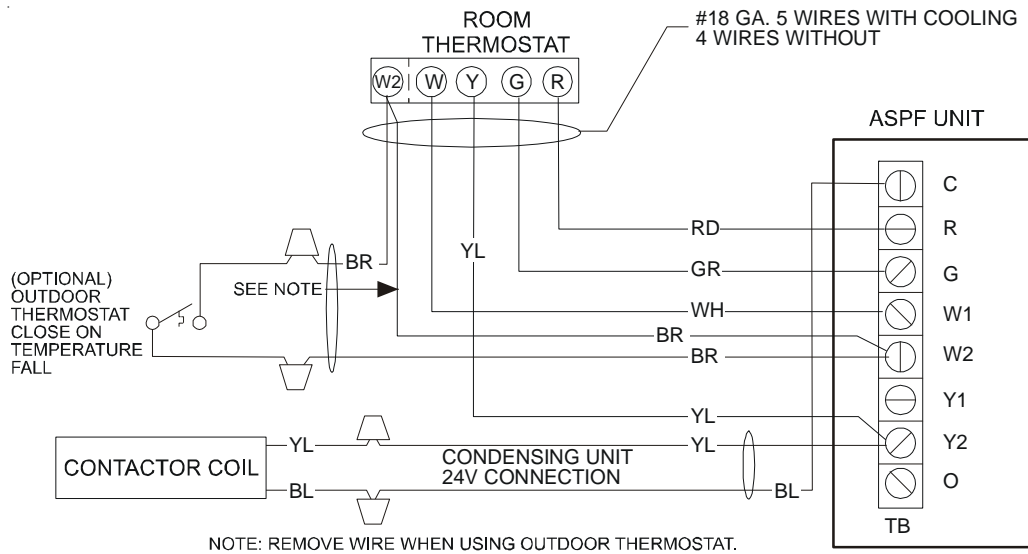 ROOM
THERMOSTAT
#18 GA. 5 WIRES WITH COOLING
4 WIRES WITHOUT
W2 W Y G R
ASPF UNIT
C
RD
R
YL
GR
G
BR
(OPTIONAL)
OUTDOOR
THERMOSTAT
CLOSE ON
TEMPERATURE
FALL
SEE NOTE
WH
W1
BR
BR
W2
Y1
YL
YL
YL
Y2
CONTACTOR COIL
CONDENSING UNIT
24V CONNECTION
BL
BL
O
TB
NOTE: REMOVE WIRE WHEN USING OUTDOOR THERMOSTAT.